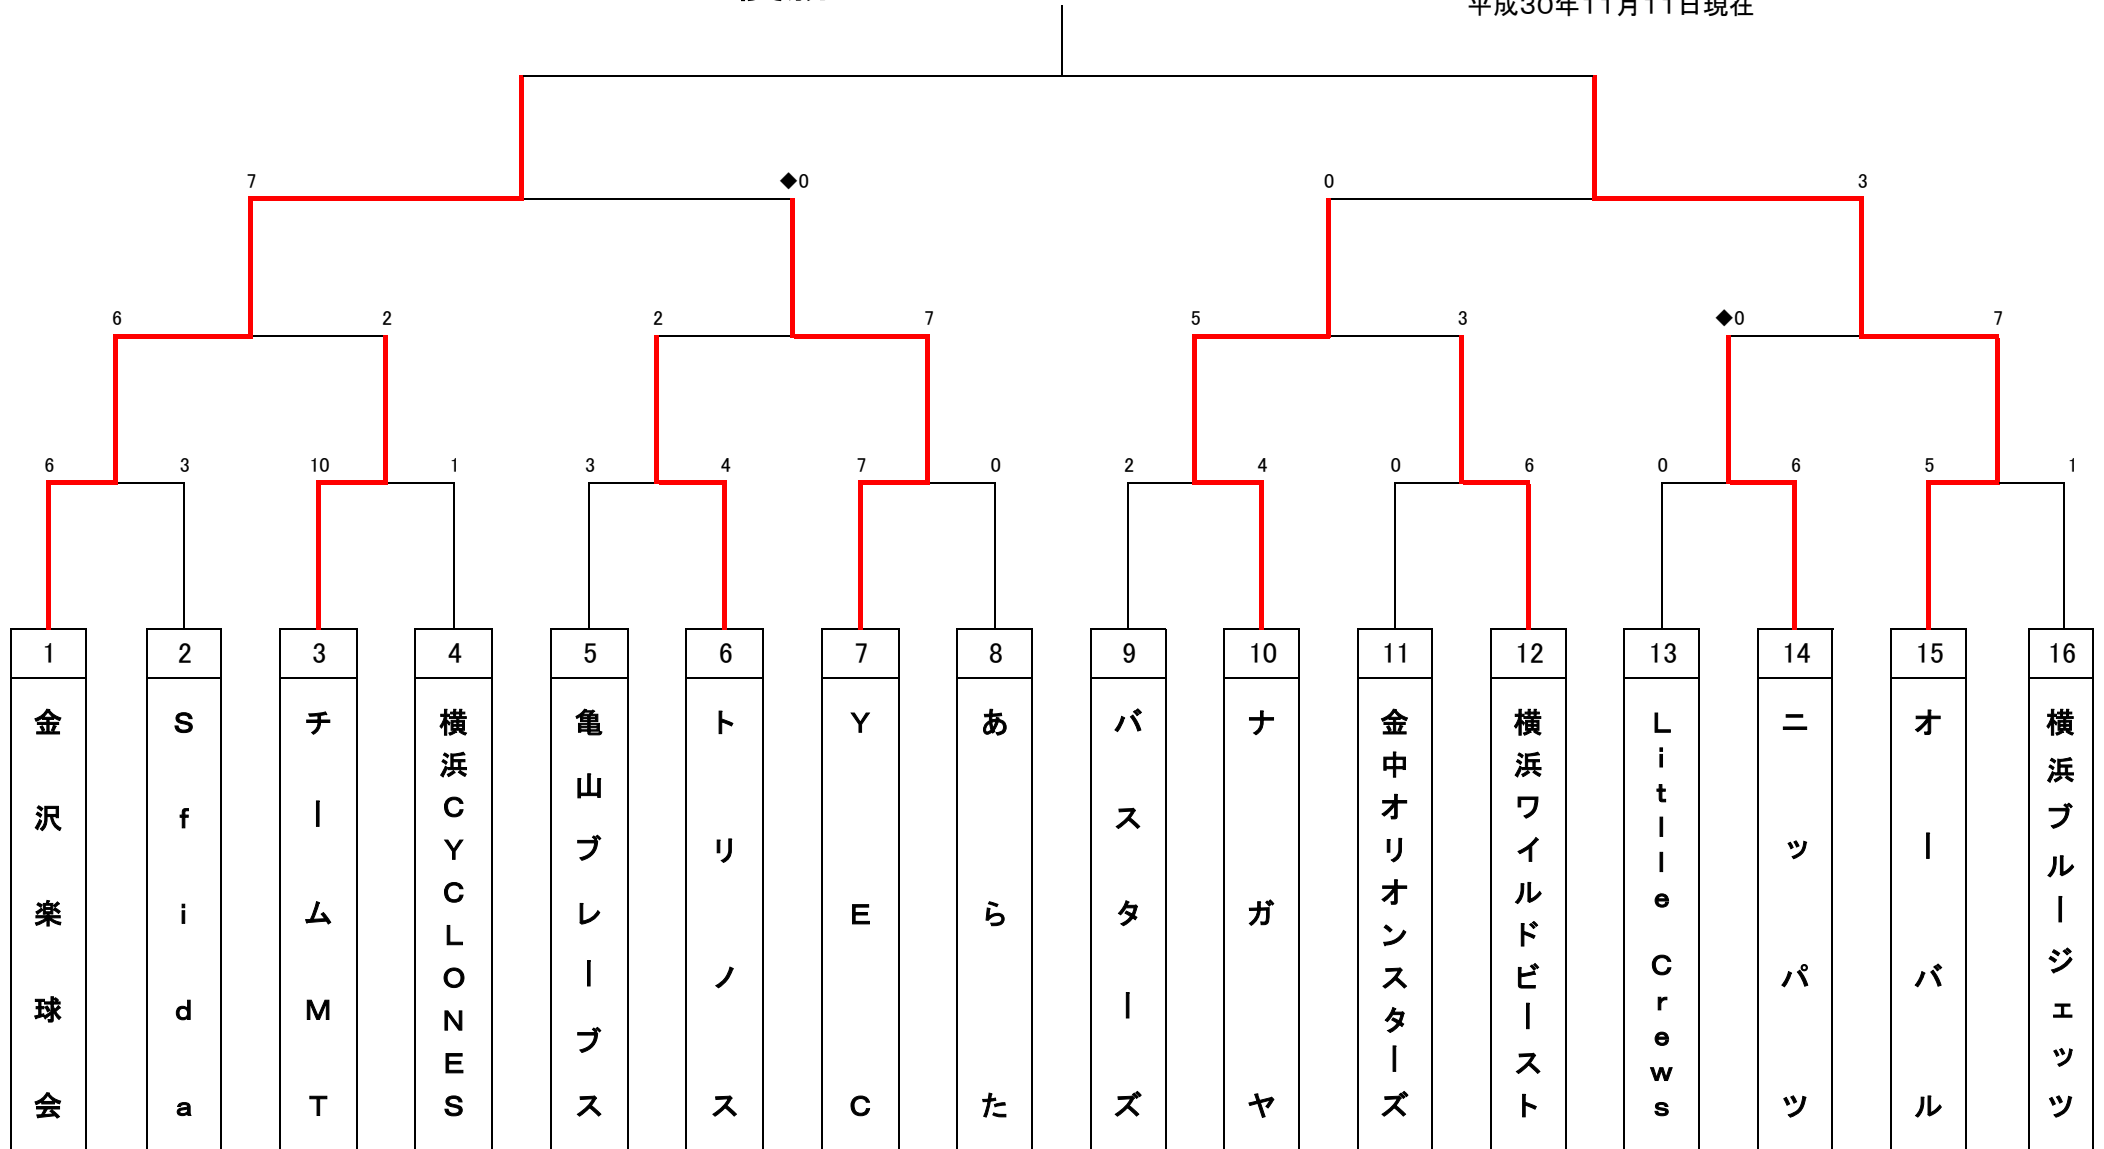 平成30年11月11日現在
7 ◆0 0 3
6 2 2 7 5 3 ◆0 7
6 3 10 1 3 4 7 0 2 4 0 6 0 6 5 1
1 2 3 4 5 6 7 8 9 10 11 12 13 14 15 16
金沢楽球会
Sfida
チームMT
横浜CYCLONES
亀山ブレーブス
トリノス
YEC
あらた
バスターズ
ナガヤ
金中オリオンスターズ
横浜ワイルドビースト
Litlle Crews
ニッパツ
オーバル
横浜ブルージェッツ